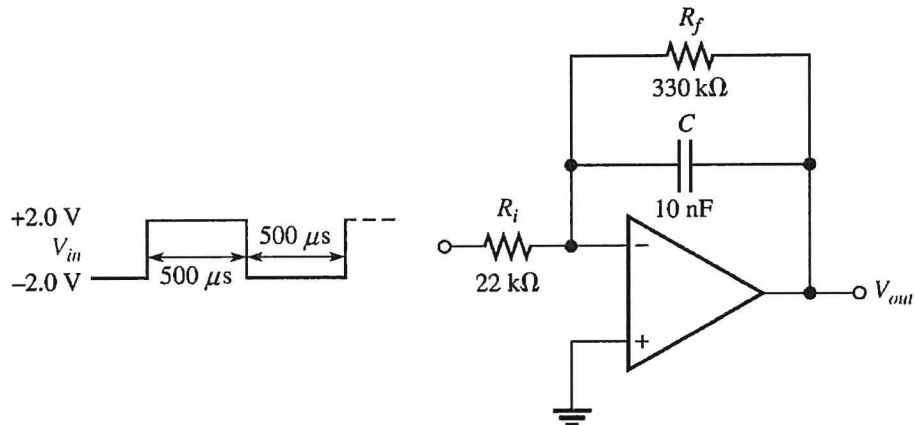 R_f
330 kΩ
C
10 nF
+2.0 V
V_in
−2.0 V
500 μs
500 μs
R_i
22 kΩ
−
+
V_out